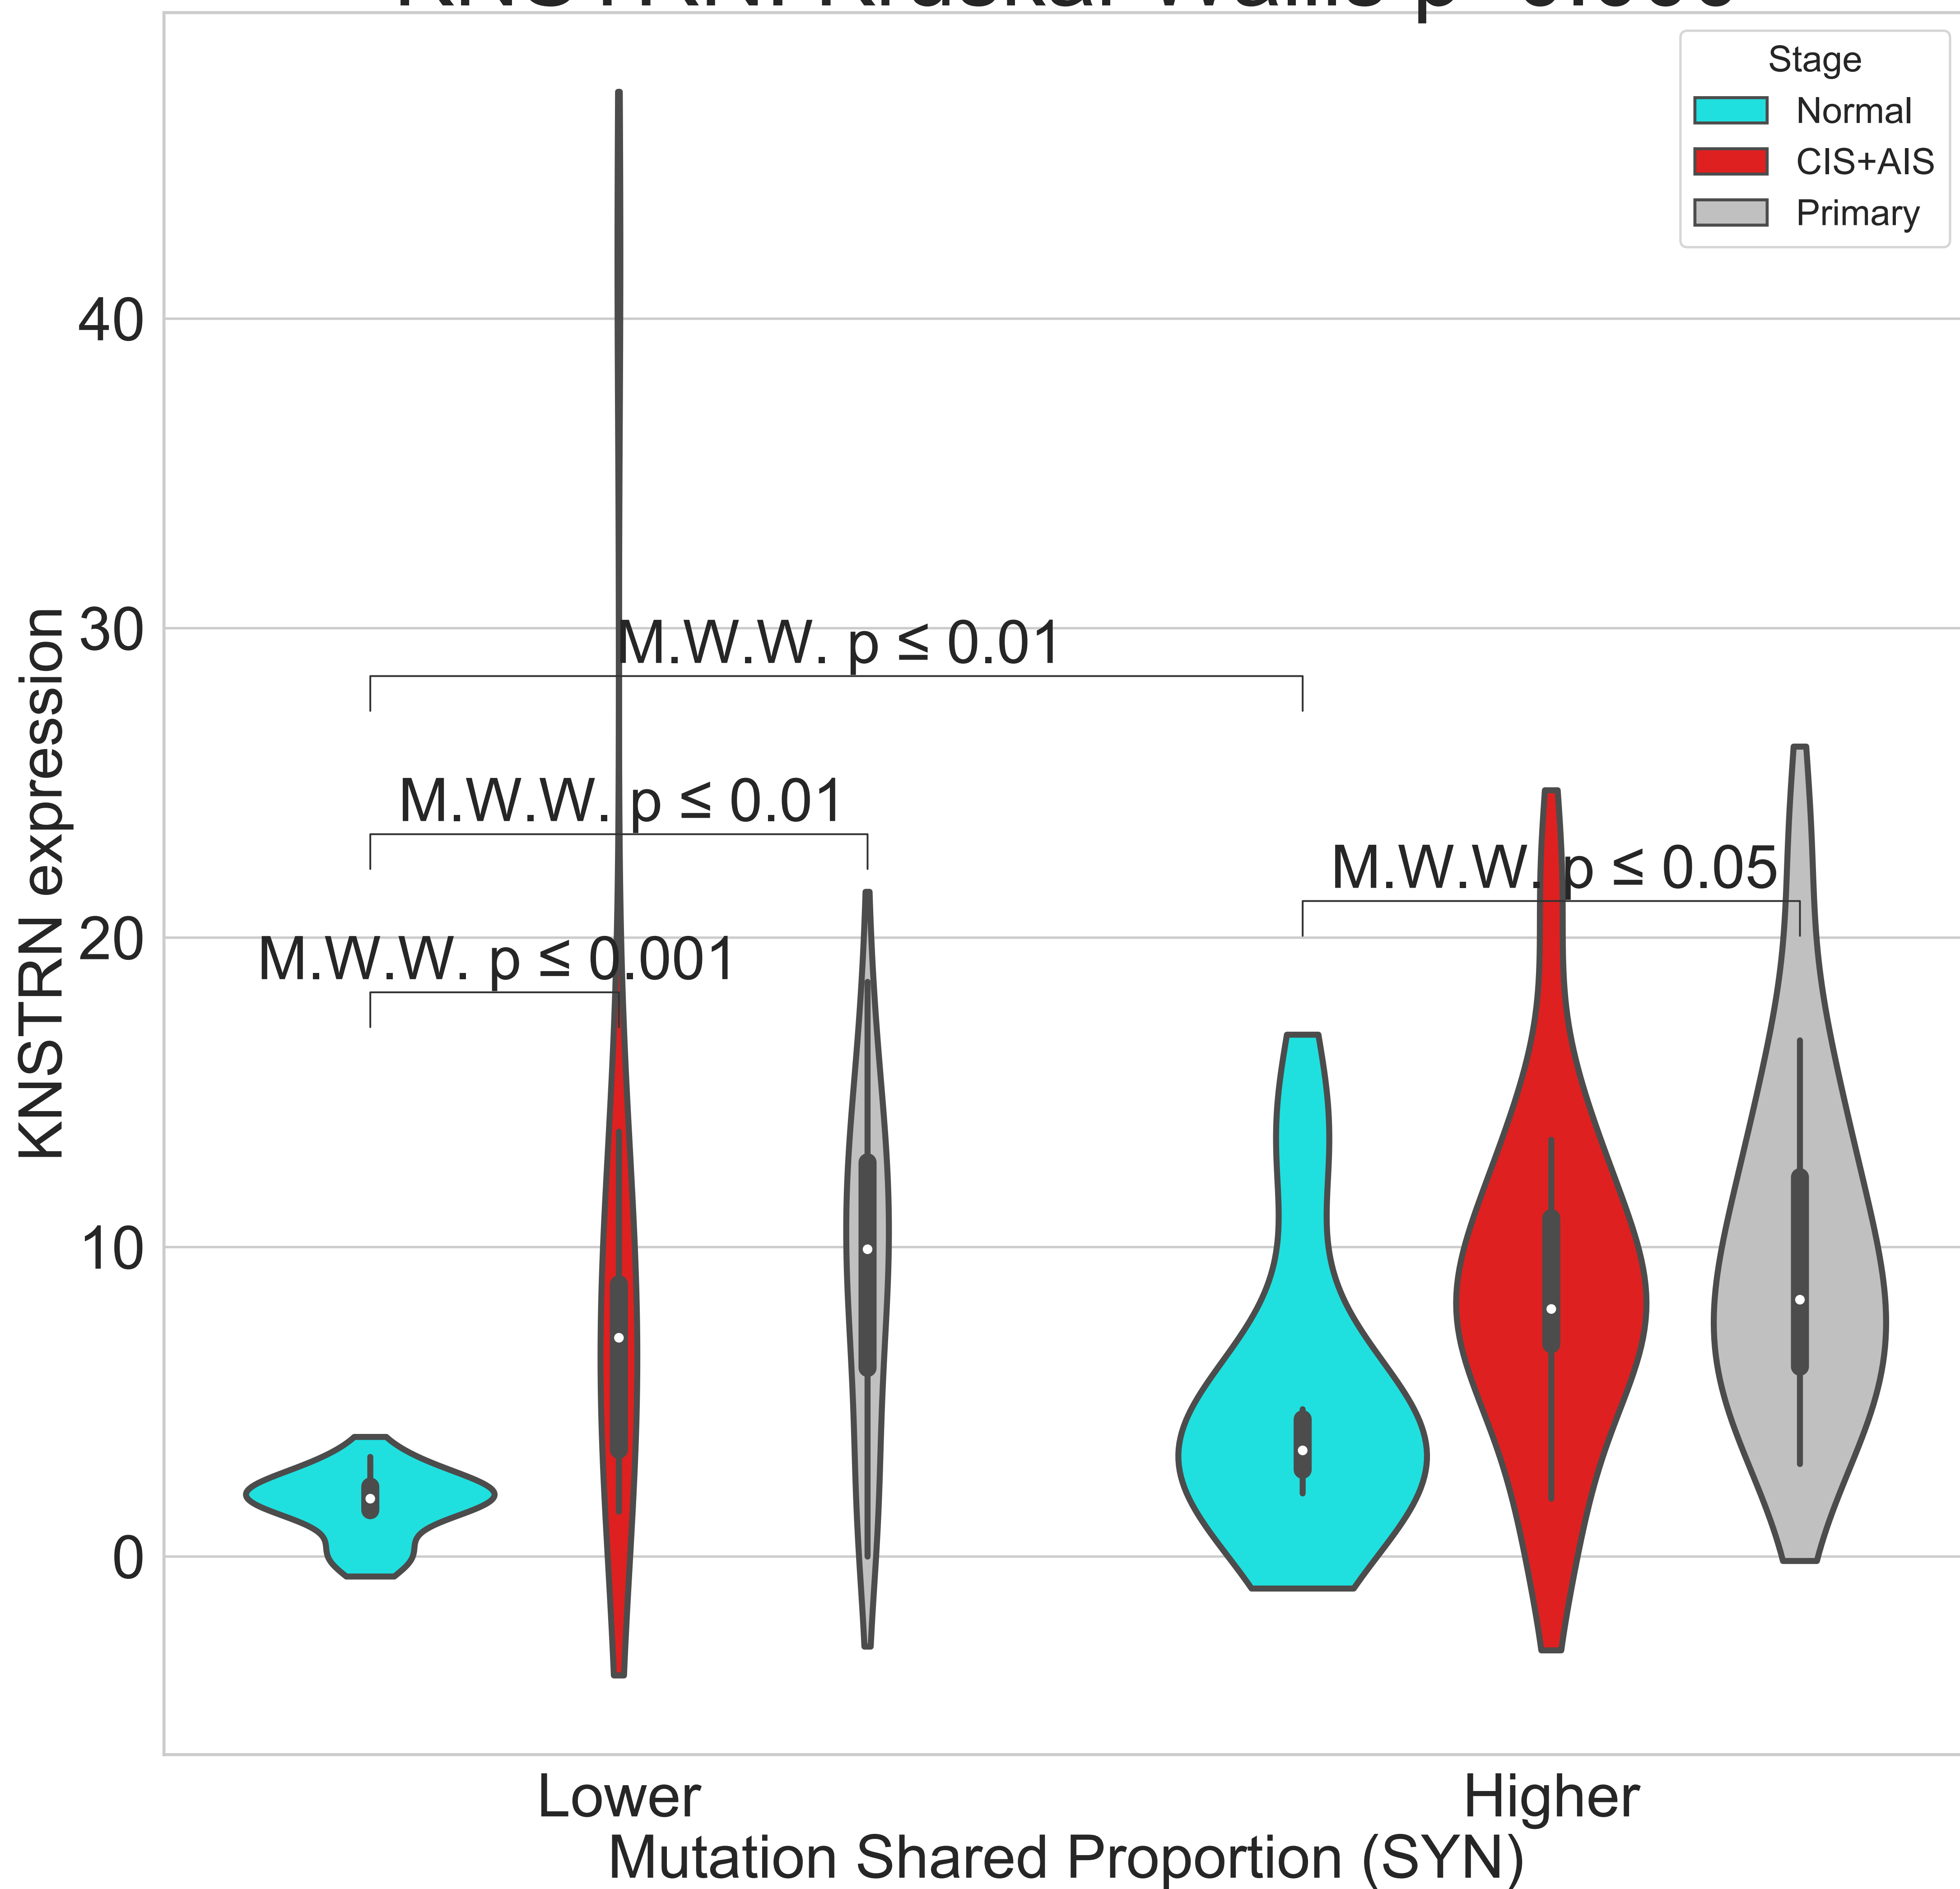 Stage
Normal
CIS+AIS
Primary
40
30
20
10
0
KNSTRN expression
M.W.W. p ≤ 0.01
M.W.W. p ≤ 0.01
M.W.W. p ≤ 0.05
M.W.W. p ≤ 0.001
Lower
Higher
Mutation Shared Proportion (SYN)